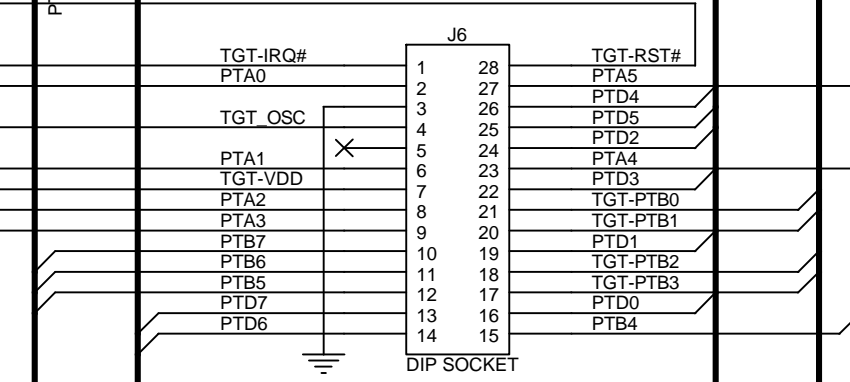 PT
J6
TGT-IRQ# 1 28 TGT-RST#
PTA0 2 27 PTA5
3 26 PTD4
TGT_OSC 4 25 PTD5
5 24 PTD2
PTA1 6 23 PTA4
TGT-VDD 7 22 PTD3
PTA2 8 21 TGT-PTB0
PTA3 9 20 TGT-PTB1
PTB7 10 19 PTD1
PTB6 11 18 TGT-PTB2
PTB5 12 17 TGT-PTB3
PTD7 13 16 PTD0
PTD6 14 15 PTB4
DIP SOCKET